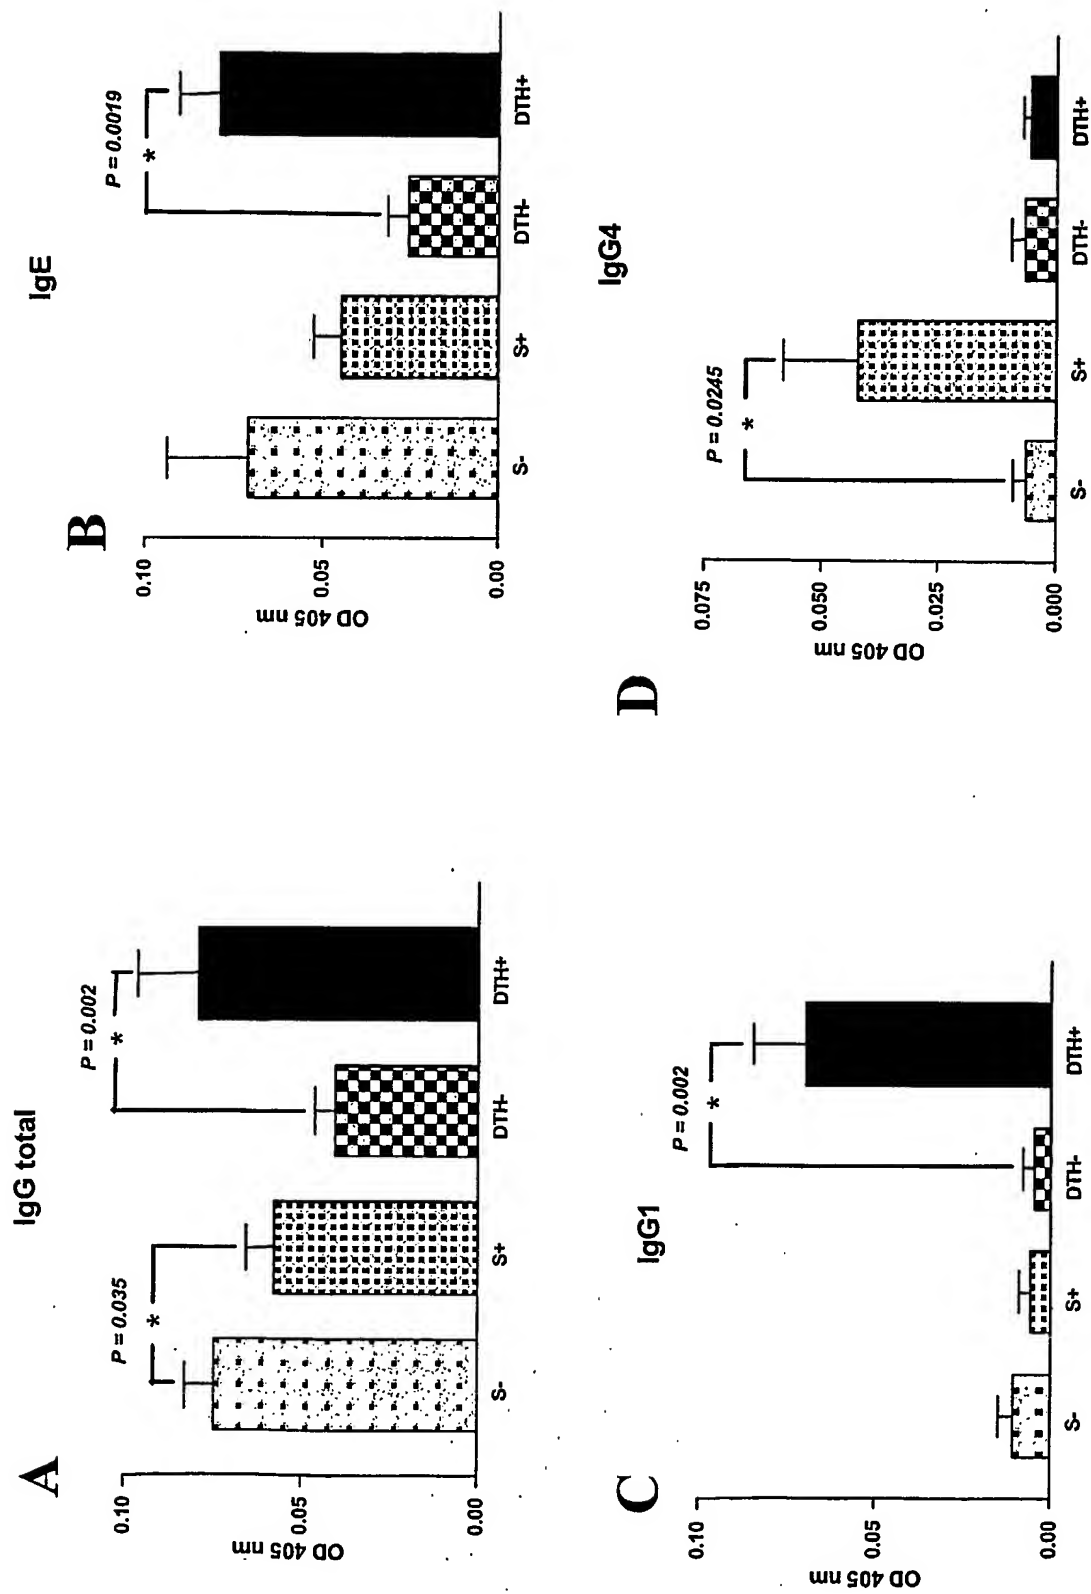 A
IgG total
P = 0.035
*
P = 0.002
*
0.10
0.05
0.00
OD 405 nm
S-
S+
DTH-
DTH+
B
IgE
P = 0.0019
*
0.10
0.05
0.00
OD 405 nm
S-
S+
DTH-
DTH+
C
IgG1
P = 0.002
*
0.10
0.05
0.00
OD 405 nm
S-
S+
DTH-
DTH+
D
IgG4
P = 0.0245
*
0.075
0.050
0.025
0.000
OD 405 nm
S-
S+
DTH-
DTH+